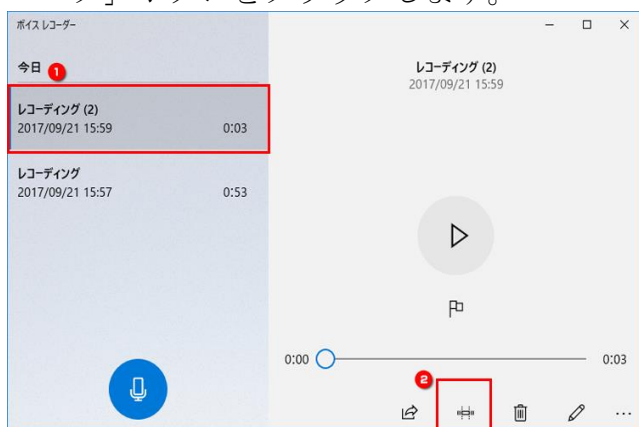 ボイス レコーダー
今日 1
レコーディング (2)
2017/09/21 15:59 0:03
レコーディング
2017/09/21 15:57 0:53
レコーディング (2)
2017/09/21 15:59
0:00 0:03
2